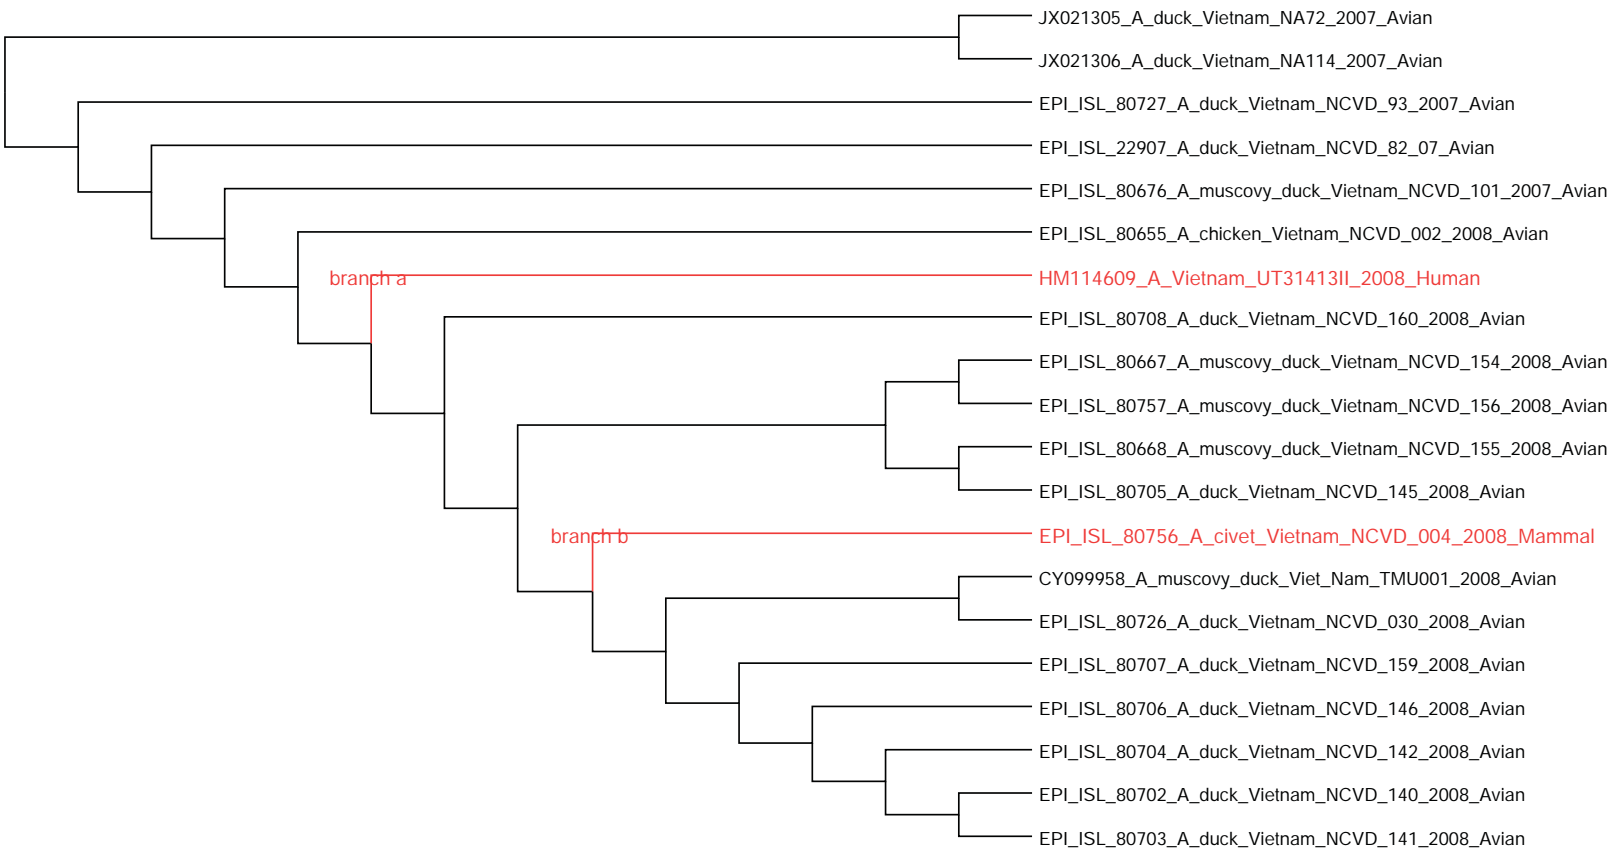 JX021305_A_duck_Vietnam_NA72_2007_Avian
JX021306_A_duck_Vietnam_NA114_2007_Avian
EPI_ISL_80727_A_duck_Vietnam_NCVD_93_2007_Avian
EPI_ISL_22907_A_duck_Vietnam_NCVD_82_07_Avian
EPI_ISL_80676_A_muscovy_duck_Vietnam_NCVD_101_2007_Avian
EPI_ISL_80655_A_chicken_Vietnam_NCVD_002_2008_Avian
branch a
HM114609_A_Vietnam_UT31413II_2008_Human
EPI_ISL_80708_A_duck_Vietnam_NCVD_160_2008_Avian
EPI_ISL_80667_A_muscovy_duck_Vietnam_NCVD_154_2008_Avian
EPI_ISL_80757_A_muscovy_duck_Vietnam_NCVD_156_2008_Avian
EPI_ISL_80668_A_muscovy_duck_Vietnam_NCVD_155_2008_Avian
EPI_ISL_80705_A_duck_Vietnam_NCVD_145_2008_Avian
branch b
EPI_ISL_80756_A_civet_Vietnam_NCVD_004_2008_Mammal
CY099958_A_muscovy_duck_Viet_Nam_TMU001_2008_Avian
EPI_ISL_80726_A_duck_Vietnam_NCVD_030_2008_Avian
EPI_ISL_80707_A_duck_Vietnam_NCVD_159_2008_Avian
EPI_ISL_80706_A_duck_Vietnam_NCVD_146_2008_Avian
EPI_ISL_80704_A_duck_Vietnam_NCVD_142_2008_Avian
EPI_ISL_80702_A_duck_Vietnam_NCVD_140_2008_Avian
EPI_ISL_80703_A_duck_Vietnam_NCVD_141_2008_Avian